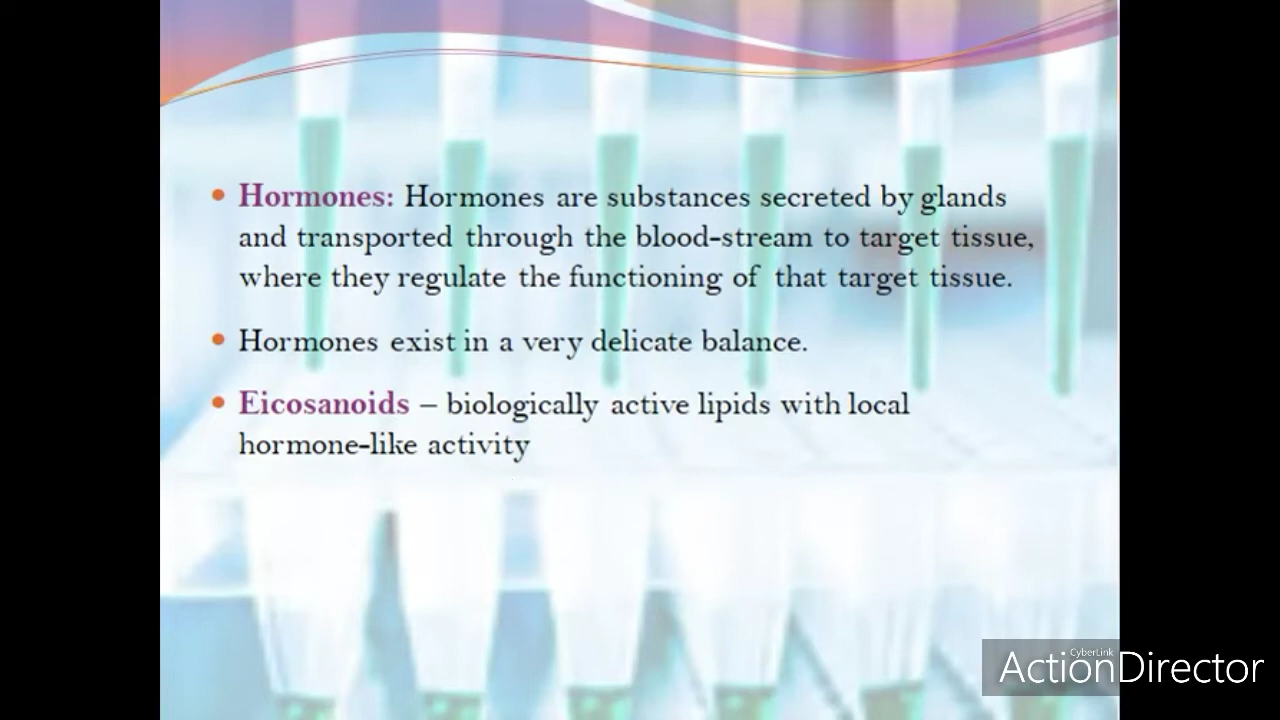 Hormones: Hormones are substances secreted by glands
and transported through the blood-stream to target tissue,
where they regulate the functioning of that target tissue.
Hormones exist in a very delicate balance.
Eicosanoids – biologically active lipids with local
hormone-like activity
CyberLink
ActionDirector